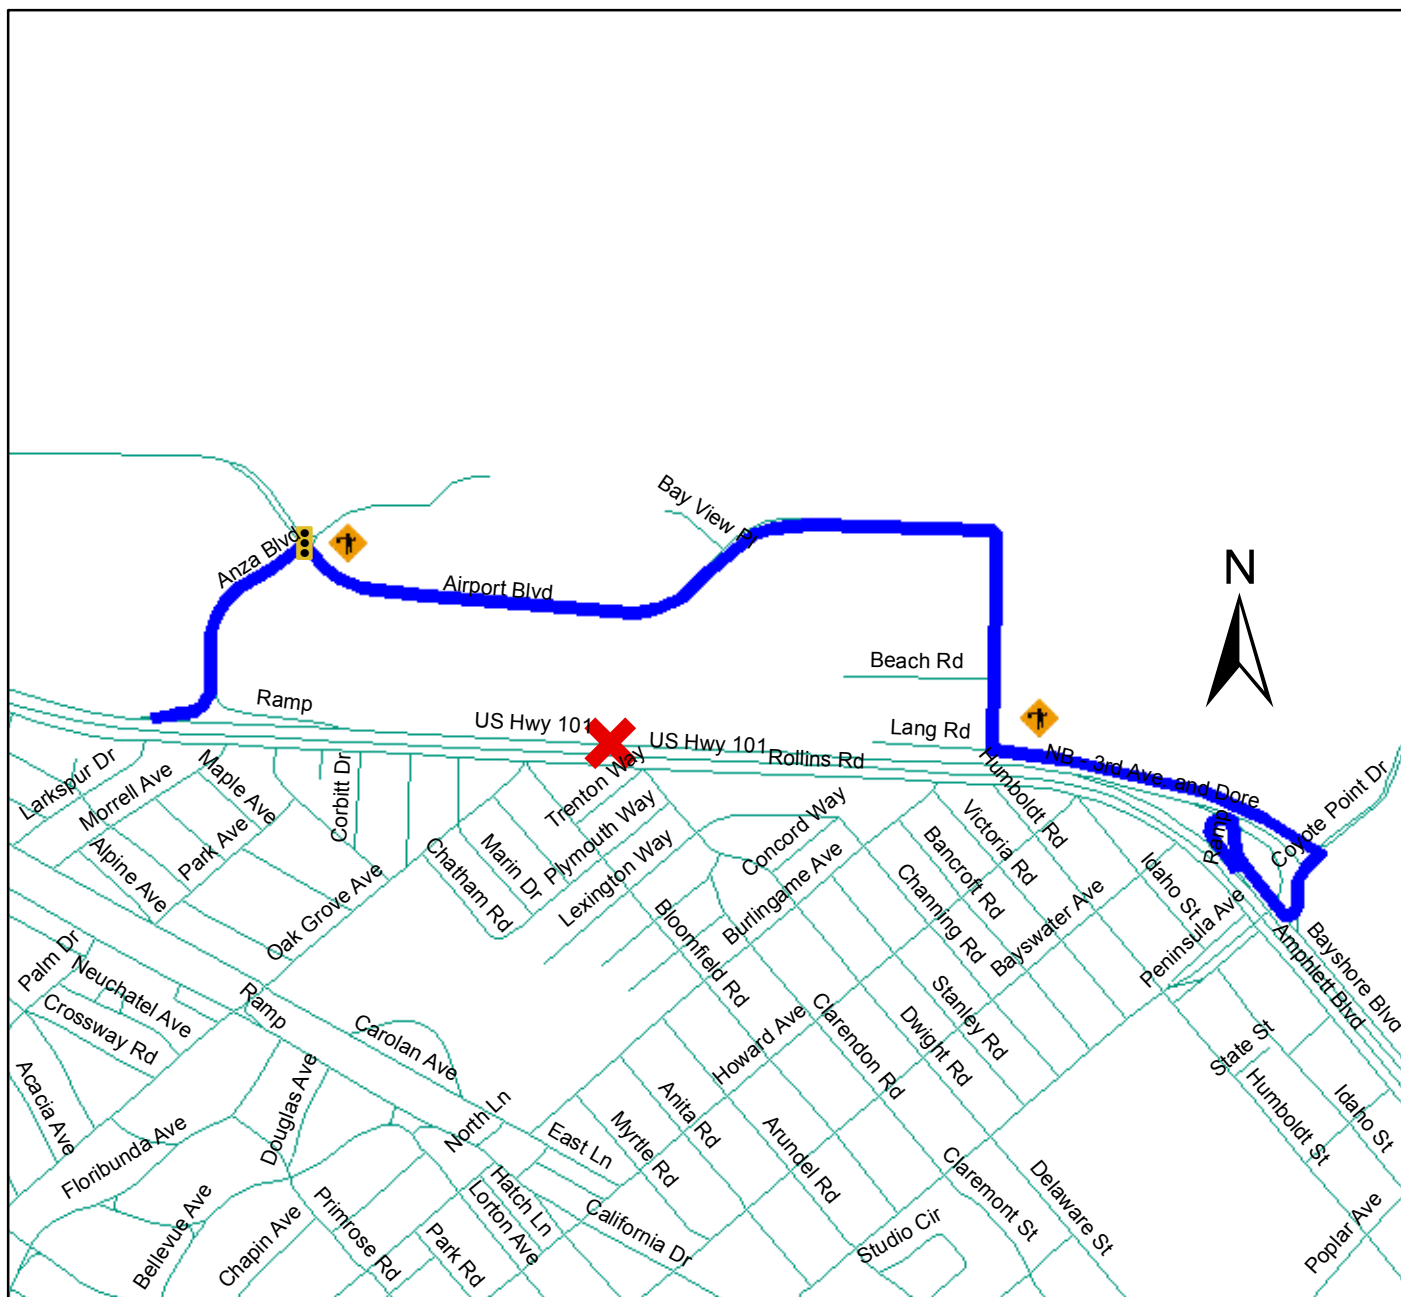 Bay View Pl
Anza Blvd
N
Airport Blvd
Beach Rd
Ramp
US Hwy 101
US Hwy 101
Lang Rd
Rollins Rd
NB - 3rd Ave. and Dore
Humboldt Rd
Coyote Point Dr
Larkspur Dr
Morrell Ave
Maple Ave
Corbitt Dr
Trenton Way
Plymouth Way
Lexington Way
Concord Way
Ramp
Alpine Ave
Park Ave
Oak Grove Ave
Chatham Rd
Marin Dr
Burlingame Ave
Victoria Rd
Bancroft Rd
Channing Rd
Idaho St
Bayswater Ave
Peninsula Ave
Amphlett Blvd
Bayshore Blvd
Palm Dr
Neuchatel Ave
Crossway Rd
Ramp
Carolan Ave
Bloomfield Rd
Howard Ave
Clarendon Rd
Stanley Rd
Dwight Rd
State St
Acacia Ave
Douglas Ave
North Ln
East Ln
Anita Rd
Myrtle Rd
Arundel Rd
Humboldt St
Idaho St
Floribunda Ave
Bellevue Ave
Chapin Ave
Primrose Rd
Hatch Ln
Lorton Ave
Park Rd
California Dr
Studio Cir
Claremont St
Delaware St
Poplar Ave